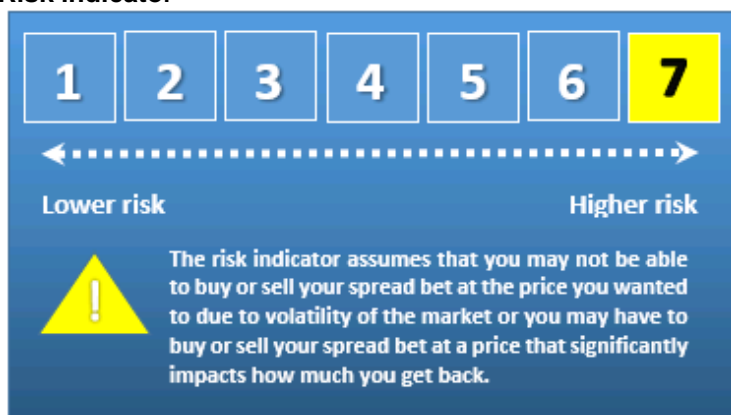 Risk indicator
1 2 3 4 5 6 7
Lower risk Higher risk
! The risk indicator assumes that you may not be able
to buy or sell your spread bet at the price you wanted
to due to volatility of the market or you may have to
buy or sell your spread bet at a price that significantly
impacts how much you get back.